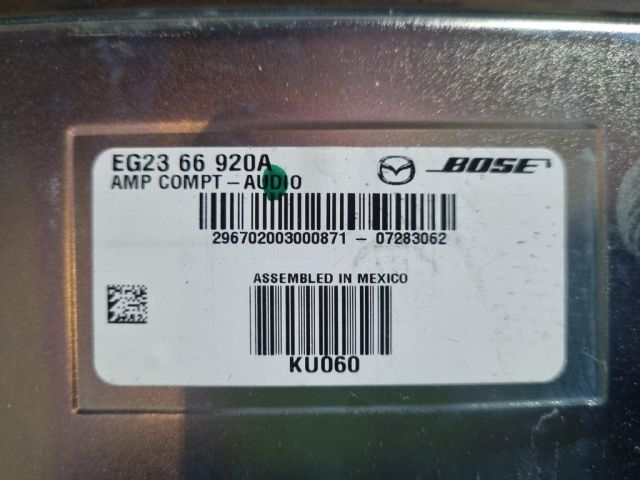 EG23 66 920A
BOSE
AMP COMPT - AUDIO
296702003000871 - 07283062
ASSEMBLED IN MEXICO
KU060